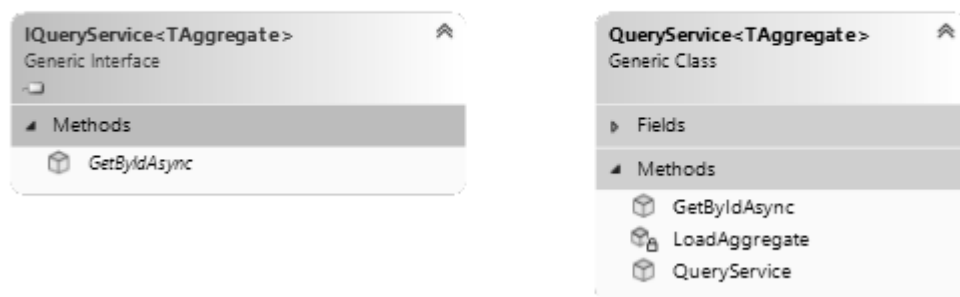 IQueryService<TAggregate>
Generic Interface
Methods
GetByIdAsync
QueryService<TAggregate>
Generic Class
Fields
Methods
GetByIdAsync
LoadAggregate
QueryService